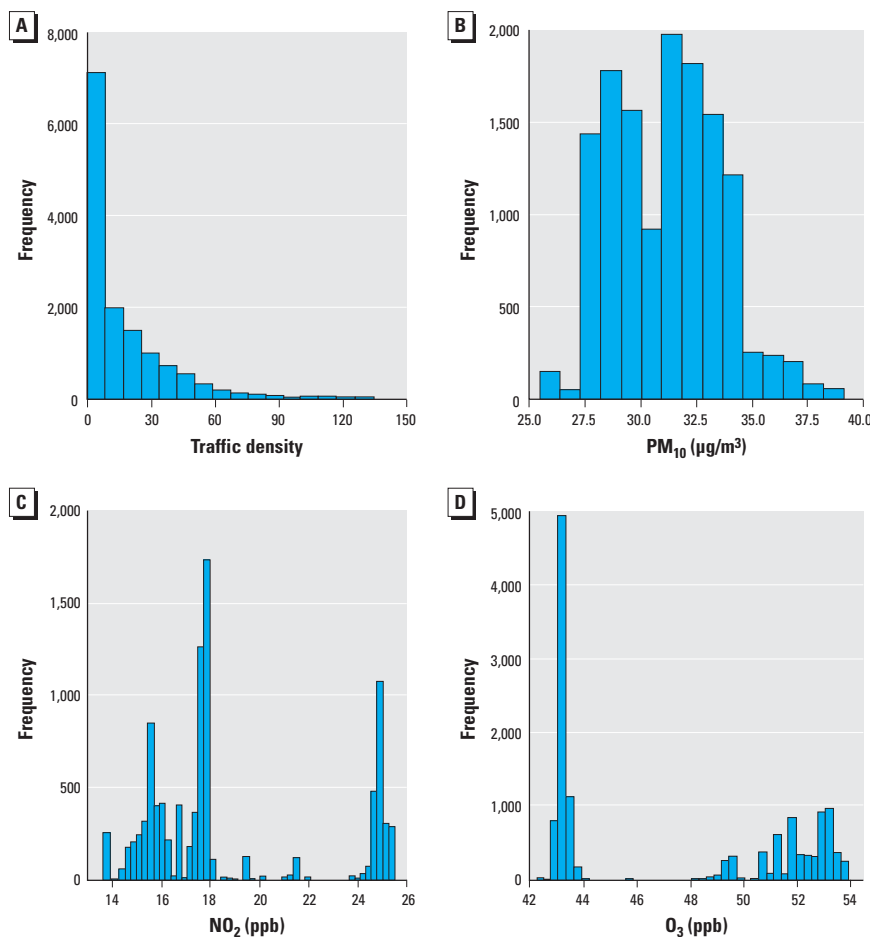 A
8,000
6,000
4,000
2,000
0
Frequency
0 30 60 90 120 150
Traffic density
B
2,000
1,500
1,000
500
0
Frequency
25.0 27.5 30.0 32.5 35.0 37.5 40.0
PM10 (µg/m³)
C
2,000
1,500
1,000
500
0
Frequency
14 16 18 20 22 24 26
NO2 (ppb)
D
5,000
4,000
3,000
2,000
1,000
0
Frequency
42 44 46 48 50 52 54
O3 (ppb)